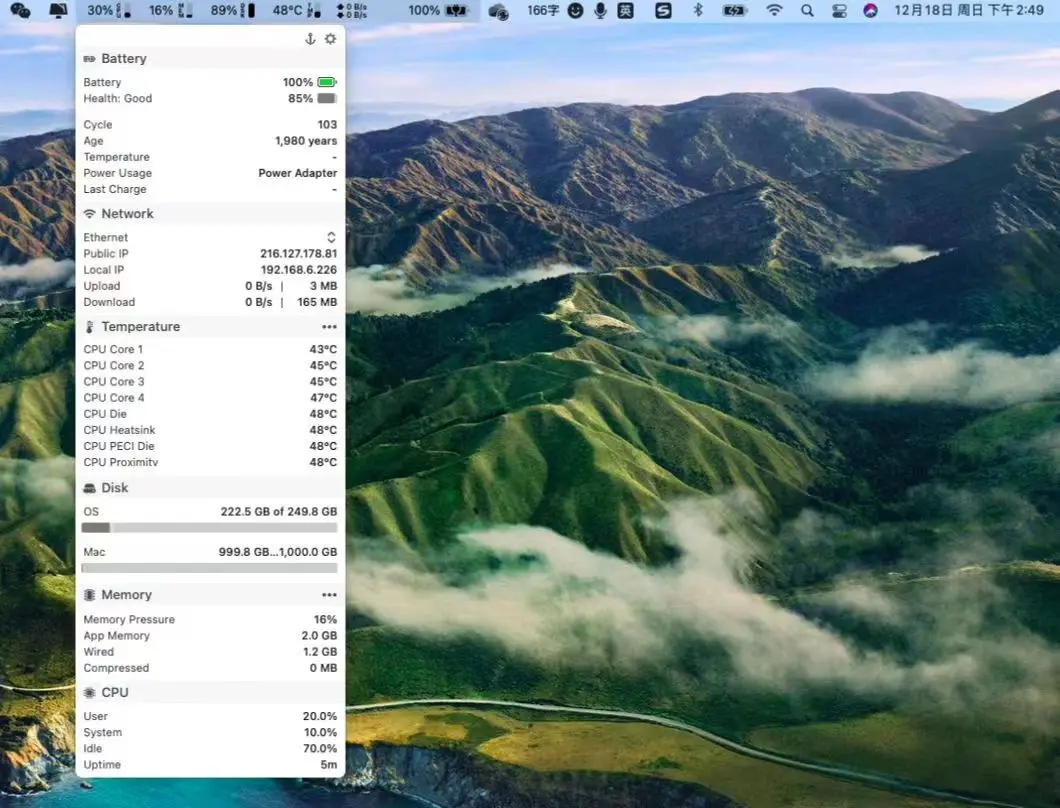 30% 16% 89% 48°C 0 B/s 0 B/s 100% 166字 英 S 12月18日 周日 下午2:49
Battery
Battery 100%
Health: Good 85%
Cycle 103
Age 1,980 years
Temperature -
Power Usage Power Adapter
Last Charge -
Network
Ethernet
Public IP 216.127.178.81
Local IP 192.168.6.226
Upload 0 B/s | 3 MB
Download 0 B/s | 165 MB
Temperature •••
CPU Core 1 43°C
CPU Core 2 45°C
CPU Core 3 45°C
CPU Core 4 47°C
CPU Die 48°C
CPU Heatsink 48°C
CPU PECI Die 48°C
CPU Proximity 48°C
Disk
OS 222.5 GB of 249.8 GB
Mac 999.8 GB...1,000.0 GB
Memory •••
Memory Pressure 16%
App Memory 2.0 GB
Wired 1.2 GB
Compressed 0 MB
CPU
User 20.0%
System 10.0%
Idle 70.0%
Uptime 5m